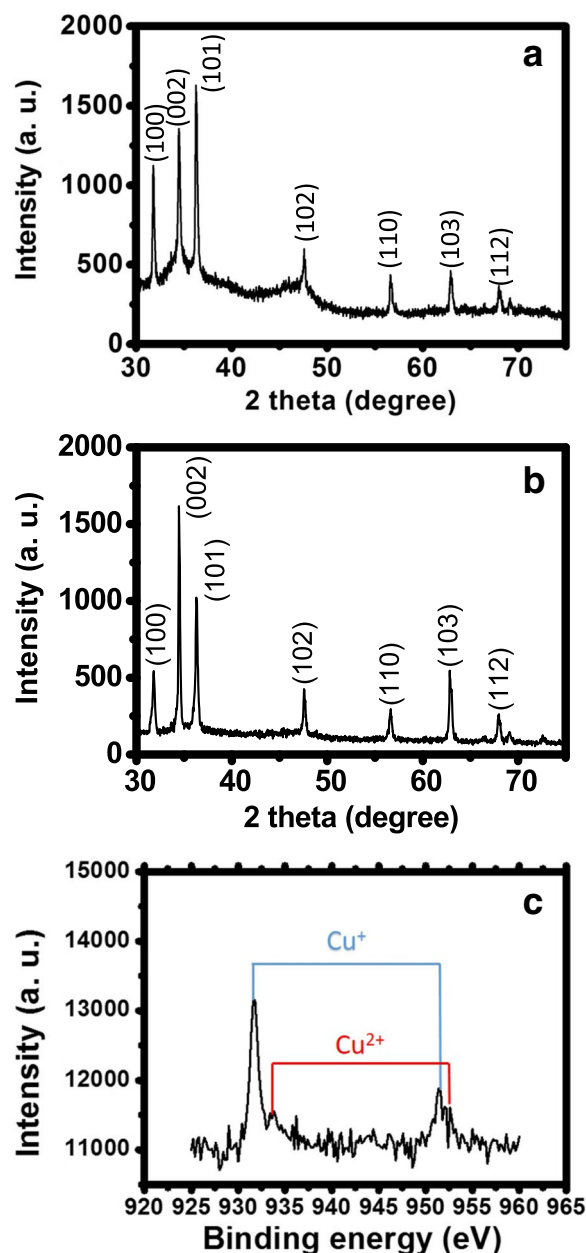 a
2000
1500
1000
500
0
Intensity (a. u.)
(100)
(002)
(101)
(102)
(110)
(103)
(112)
30 40 50 60 70
2 theta (degree)
b
2000
1500
1000
500
0
Intensity (a. u.)
(100)
(002)
(101)
(102)
(110)
(103)
(112)
30 40 50 60 70
2 theta (degree)
c
15000
14000
13000
12000
11000
Intensity (a. u.)
Cu⁺
Cu²⁺
920 925 930 935 940 945 950 955 960 965
Binding energy (eV)